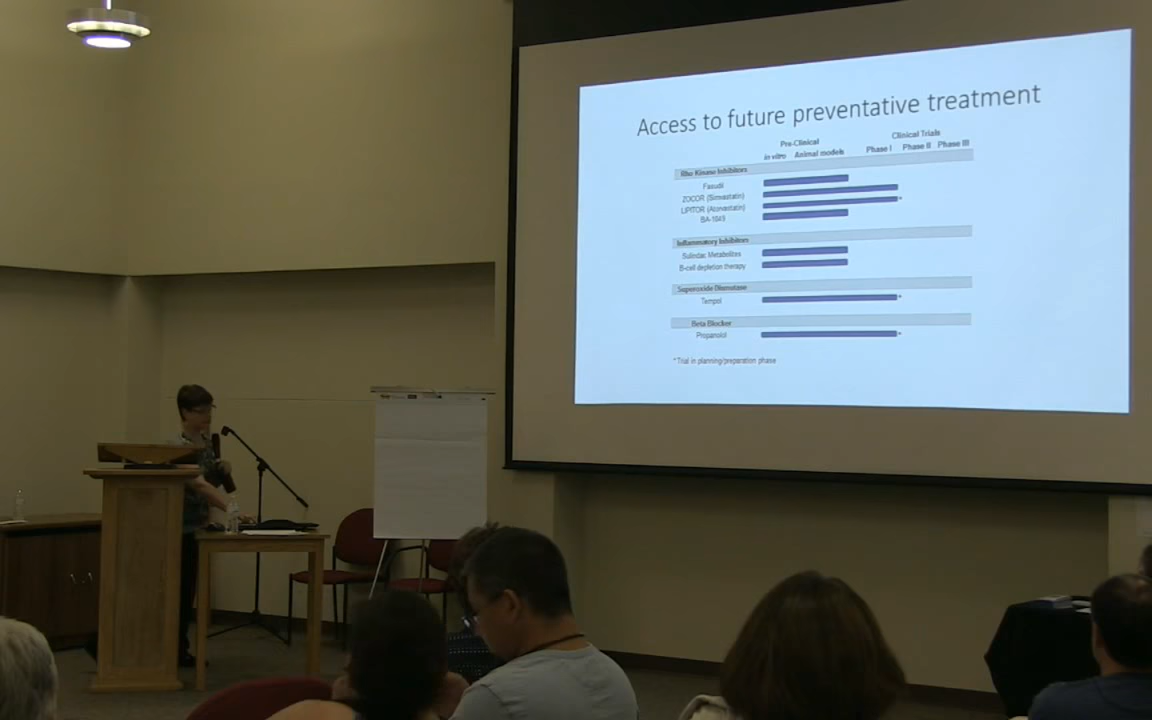 Access to future preventative treatment
Pre-Clinical Clinical Trials
In vitro Animal models Phase I Phase II Phase III
Rho Kinase Inhibitors
Fasudil
ZOCOR (Simvastatin)
LIPITOR (Atorvastatin)
BA-1049
Inflammatory Inhibitors
Sulindac Metabolites
B-cell depletion therapy
Superoxide Dismutase
Tempol
Beta Blocker
Propanolol
*Trial in planning/preparation phase